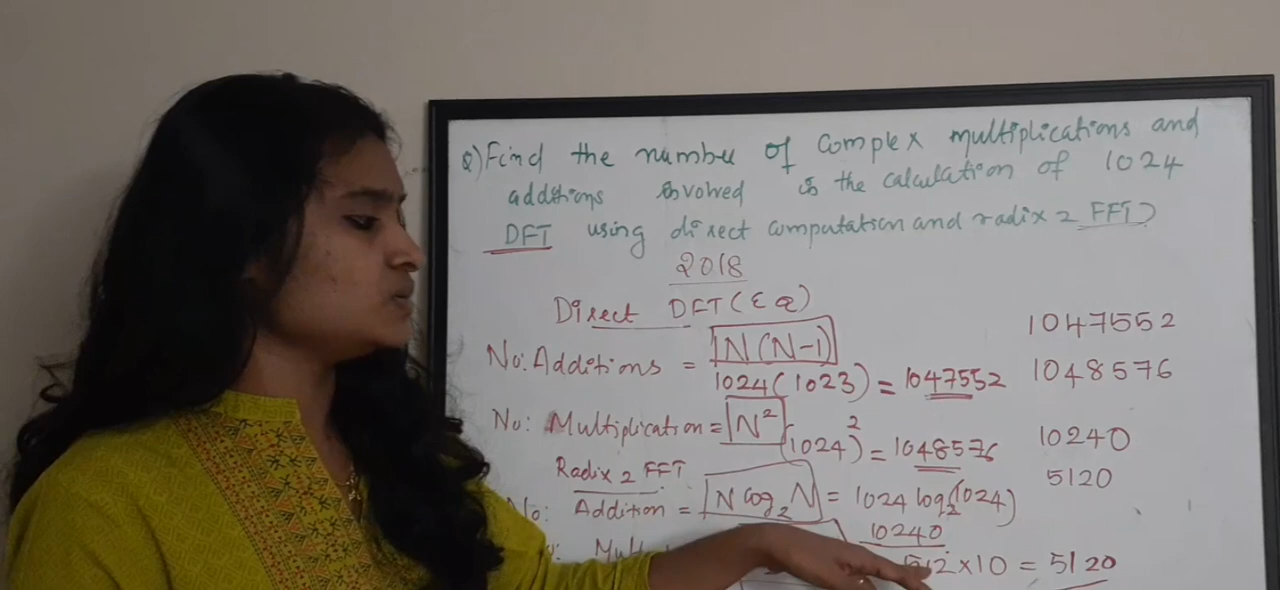 Q) Find the number of complex multiplications and
additions involved in the calculation of 1024
DFT using direct computation and radix 2 FFT?
2018
Direct DFT (Eq)
No: Additions = N(N-1)
1024(1023) = 1047552
1047552
1048576
No: Multiplication = N² (1024)² = 1048576
10240
5120
Radix 2 FFT
No: Addition = N log₂ N = 1024 log₂(1024)
10240
512 × 10 = 5120